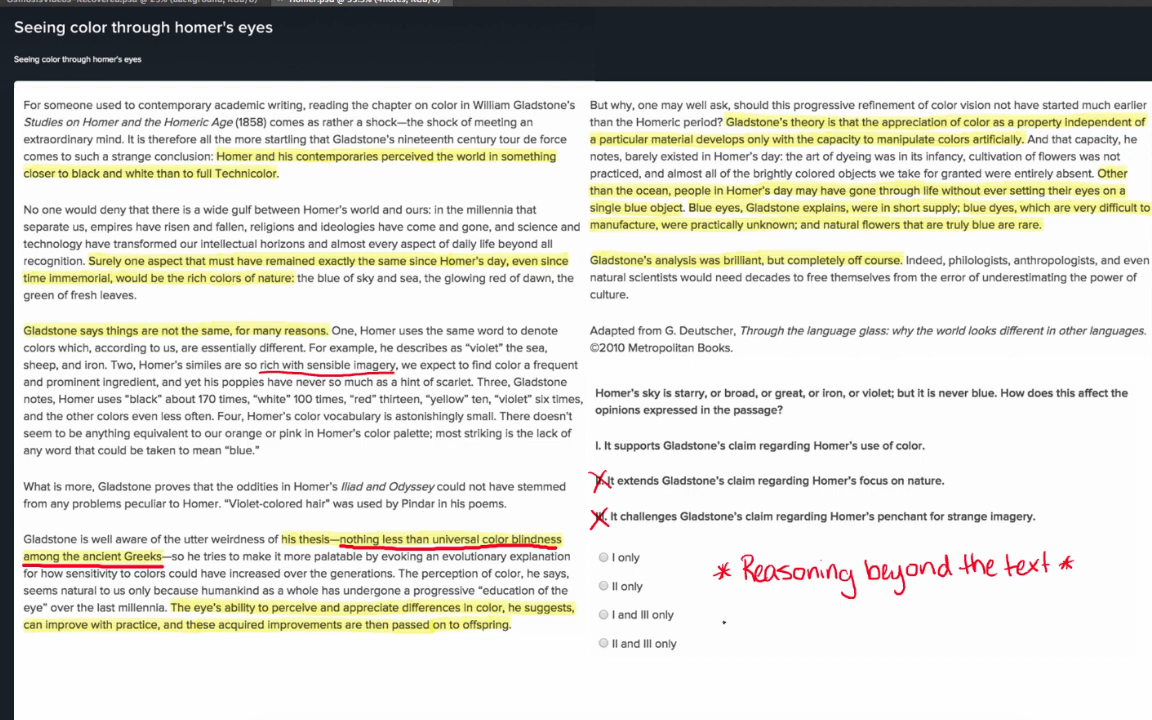 Seeing color through homer's eyes
Seeing color through homer's eyes
For someone used to contemporary academic writing, reading the chapter on color in William Gladstone's
Studies on Homer and the Homeric Age (1858) comes as rather a shock—the shock of meeting an
extraordinary mind. It is therefore all the more startling that Gladstone's nineteenth century tour de force
comes to such a strange conclusion: Homer and his contemporaries perceived the world in something
closer to black and white than to full Technicolor.
No one would deny that there is a wide gulf between Homer's world and ours: in the millennia that
separate us, empires have risen and fallen, religions and ideologies have come and gone, and science and
technology have transformed our intellectual horizons and almost every aspect of daily life beyond all
recognition. Surely one aspect that must have remained exactly the same since Homer's day, even since
time immemorial, would be the rich colors of nature: the blue of sky and sea, the glowing red of dawn, the
green of fresh leaves.
Gladstone says things are not the same, for many reasons. One, Homer uses the same word to denote
colors which, according to us, are essentially different. For example, he describes as "violet" the sea,
sheep, and iron. Two, Homer's similes are so rich with sensible imagery, we expect to find color a frequent
and prominent ingredient, and yet his poppies have never so much as a hint of scarlet. Three, Gladstone
notes, Homer uses "black" about 170 times, "white" 100 times, "red" thirteen, "yellow" ten, "violet" six times,
and the other colors even less often. Four, Homer's color vocabulary is astonishingly small. There doesn't
seem to be anything equivalent to our orange or pink in Homer's color palette; most striking is the lack of
any word that could be taken to mean "blue."
What is more, Gladstone proves that the oddities in Homer's Iliad and Odyssey could not have stemmed
from any problems peculiar to Homer. "Violet-colored hair" was used by Pindar in his poems.
Gladstone is well aware of the utter weirdness of his thesis—nothing less than universal color blindness
among the ancient Greeks—so he tries to make it more palatable by evoking an evolutionary explanation
for how sensitivity to colors could have increased over the generations. The perception of color, he says,
seems natural to us only because humankind as a whole has undergone a progressive "education of the
eye" over the last millennia. The eye's ability to perceive and appreciate differences in color, he suggests,
can improve with practice, and these acquired improvements are then passed on to offspring.
But why, one may well ask, should this progressive refinement of color vision not have started much earlier
than the Homeric period? Gladstone's theory is that the appreciation of color as a property independent of
a particular material develops only with the capacity to manipulate colors artificially. And that capacity, he
notes, barely existed in Homer's day: the art of dyeing was in its infancy, cultivation of flowers was not
practiced, and almost all of the brightly colored objects we take for granted were entirely absent. Other
than the ocean, people in Homer's day may have gone through life without ever setting their eyes on a
single blue object. Blue eyes, Gladstone explains, were in short supply; blue dyes, which are very difficult to
manufacture, were practically unknown; and natural flowers that are truly blue are rare.
Gladstone's analysis was brilliant, but completely off course. Indeed, philologists, anthropologists, and even
natural scientists would need decades to free themselves from the error of underestimating the power of
culture.
Adapted from G. Deutscher, Through the language glass: why the world looks different in other languages.
©2010 Metropolitan Books.
Homer's sky is starry, or broad, or great, or iron, or violet; but it is never blue. How does this affect the
opinions expressed in the passage?
I. It supports Gladstone's claim regarding Homer's use of color.
II. It extends Gladstone's claim regarding Homer's focus on nature.
III. It challenges Gladstone's claim regarding Homer's penchant for strange imagery.
I only
II only
I and III only
II and III only
* Reasoning beyond the text *